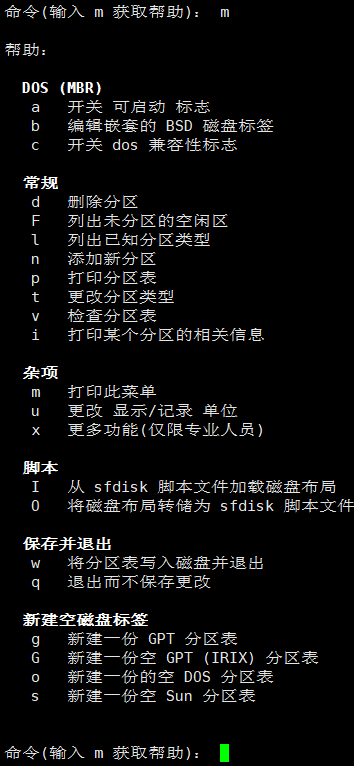 命令(输入 m 获取帮助)： m
帮助：
DOS (MBR)
a 开关 可启动 标志
b 编辑嵌套的 BSD 磁盘标签
c 开关 dos 兼容性标志
常规
d 删除分区
F 列出未分区的空闲区
l 列出已知分区类型
n 添加新分区
p 打印分区表
t 更改分区类型
v 检查分区表
i 打印某个分区的相关信息
杂项
m 打印此菜单
u 更改 显示/记录 单位
x 更多功能(仅限专业人员)
脚本
I 从 sfdisk 脚本文件加载磁盘布局
O 将磁盘布局转储为 sfdisk 脚本文件
保存并退出
w 将分区表写入磁盘并退出
q 退出而不保存更改
新建空磁盘标签
g 新建一份 GPT 分区表
G 新建一份空 GPT (IRIX) 分区表
o 新建一份的空 DOS 分区表
s 新建一份空 Sun 分区表
命令(输入 m 获取帮助)：